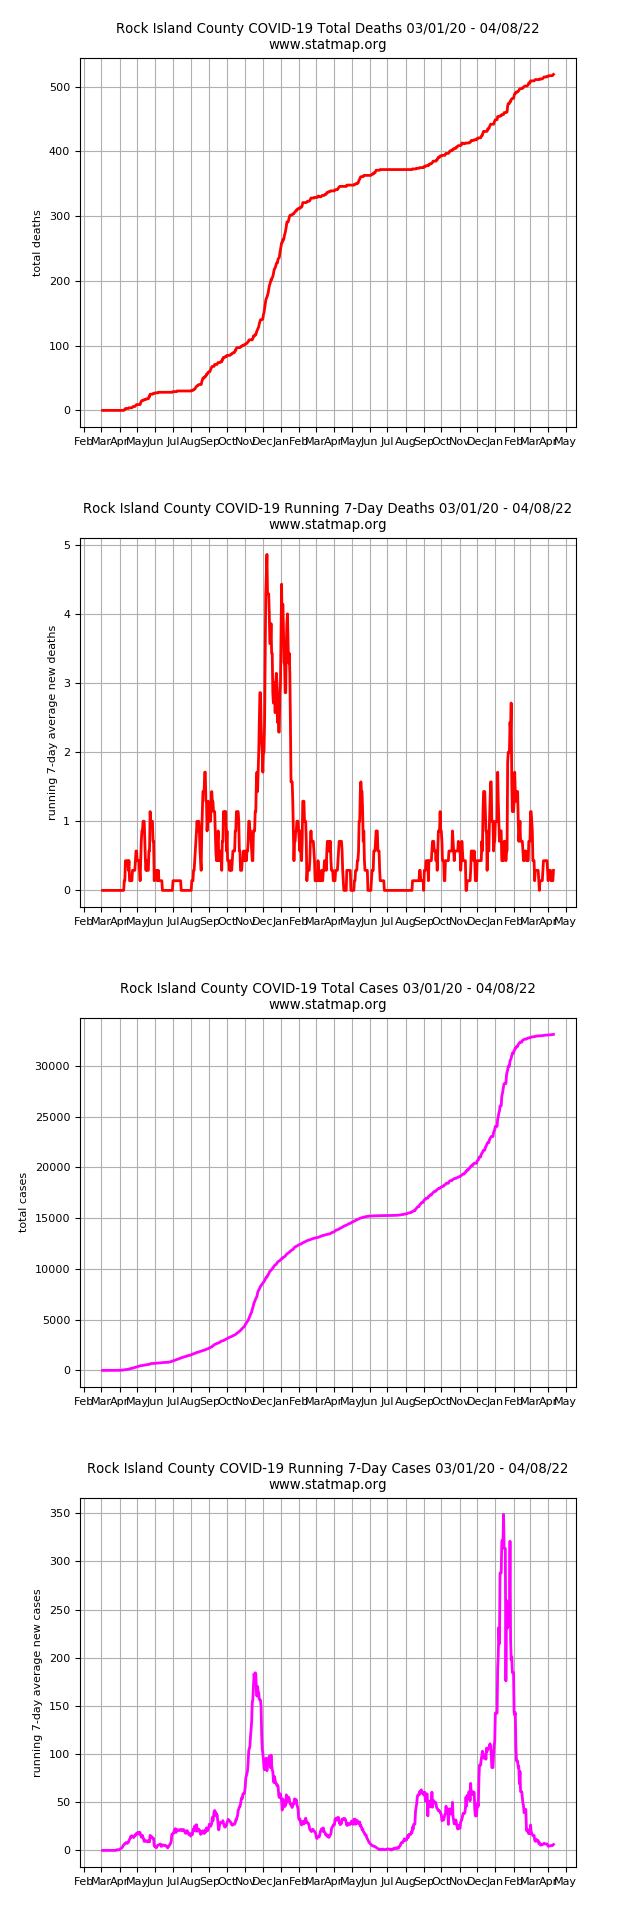 Rock Island County COVID-19 Total Deaths 03/01/20 - 04/08/22
www.statmap.org
500
400
300
200
100
0
total deaths
Feb Mar Apr May Jun Jul Aug Sep Oct Nov Dec Jan Feb Mar Apr May Jun Jul Aug Sep Oct Nov Dec Jan Feb Mar Apr May
Rock Island County COVID-19 Running 7-Day Deaths 03/01/20 - 04/08/22
www.statmap.org
5
4
3
2
1
0
running 7-day average new deaths
Feb Mar Apr May Jun Jul Aug Sep Oct Nov Dec Jan Feb Mar Apr May Jun Jul Aug Sep Oct Nov Dec Jan Feb Mar Apr May
Rock Island County COVID-19 Total Cases 03/01/20 - 04/08/22
www.statmap.org
30000
25000
20000
15000
10000
5000
0
total cases
Feb Mar Apr May Jun Jul Aug Sep Oct Nov Dec Jan Feb Mar Apr May Jun Jul Aug Sep Oct Nov Dec Jan Feb Mar Apr May
Rock Island County COVID-19 Running 7-Day Cases 03/01/20 - 04/08/22
www.statmap.org
350
300
250
200
150
100
50
0
running 7-day average new cases
Feb Mar Apr May Jun Jul Aug Sep Oct Nov Dec Jan Feb Mar Apr May Jun Jul Aug Sep Oct Nov Dec Jan Feb Mar Apr May